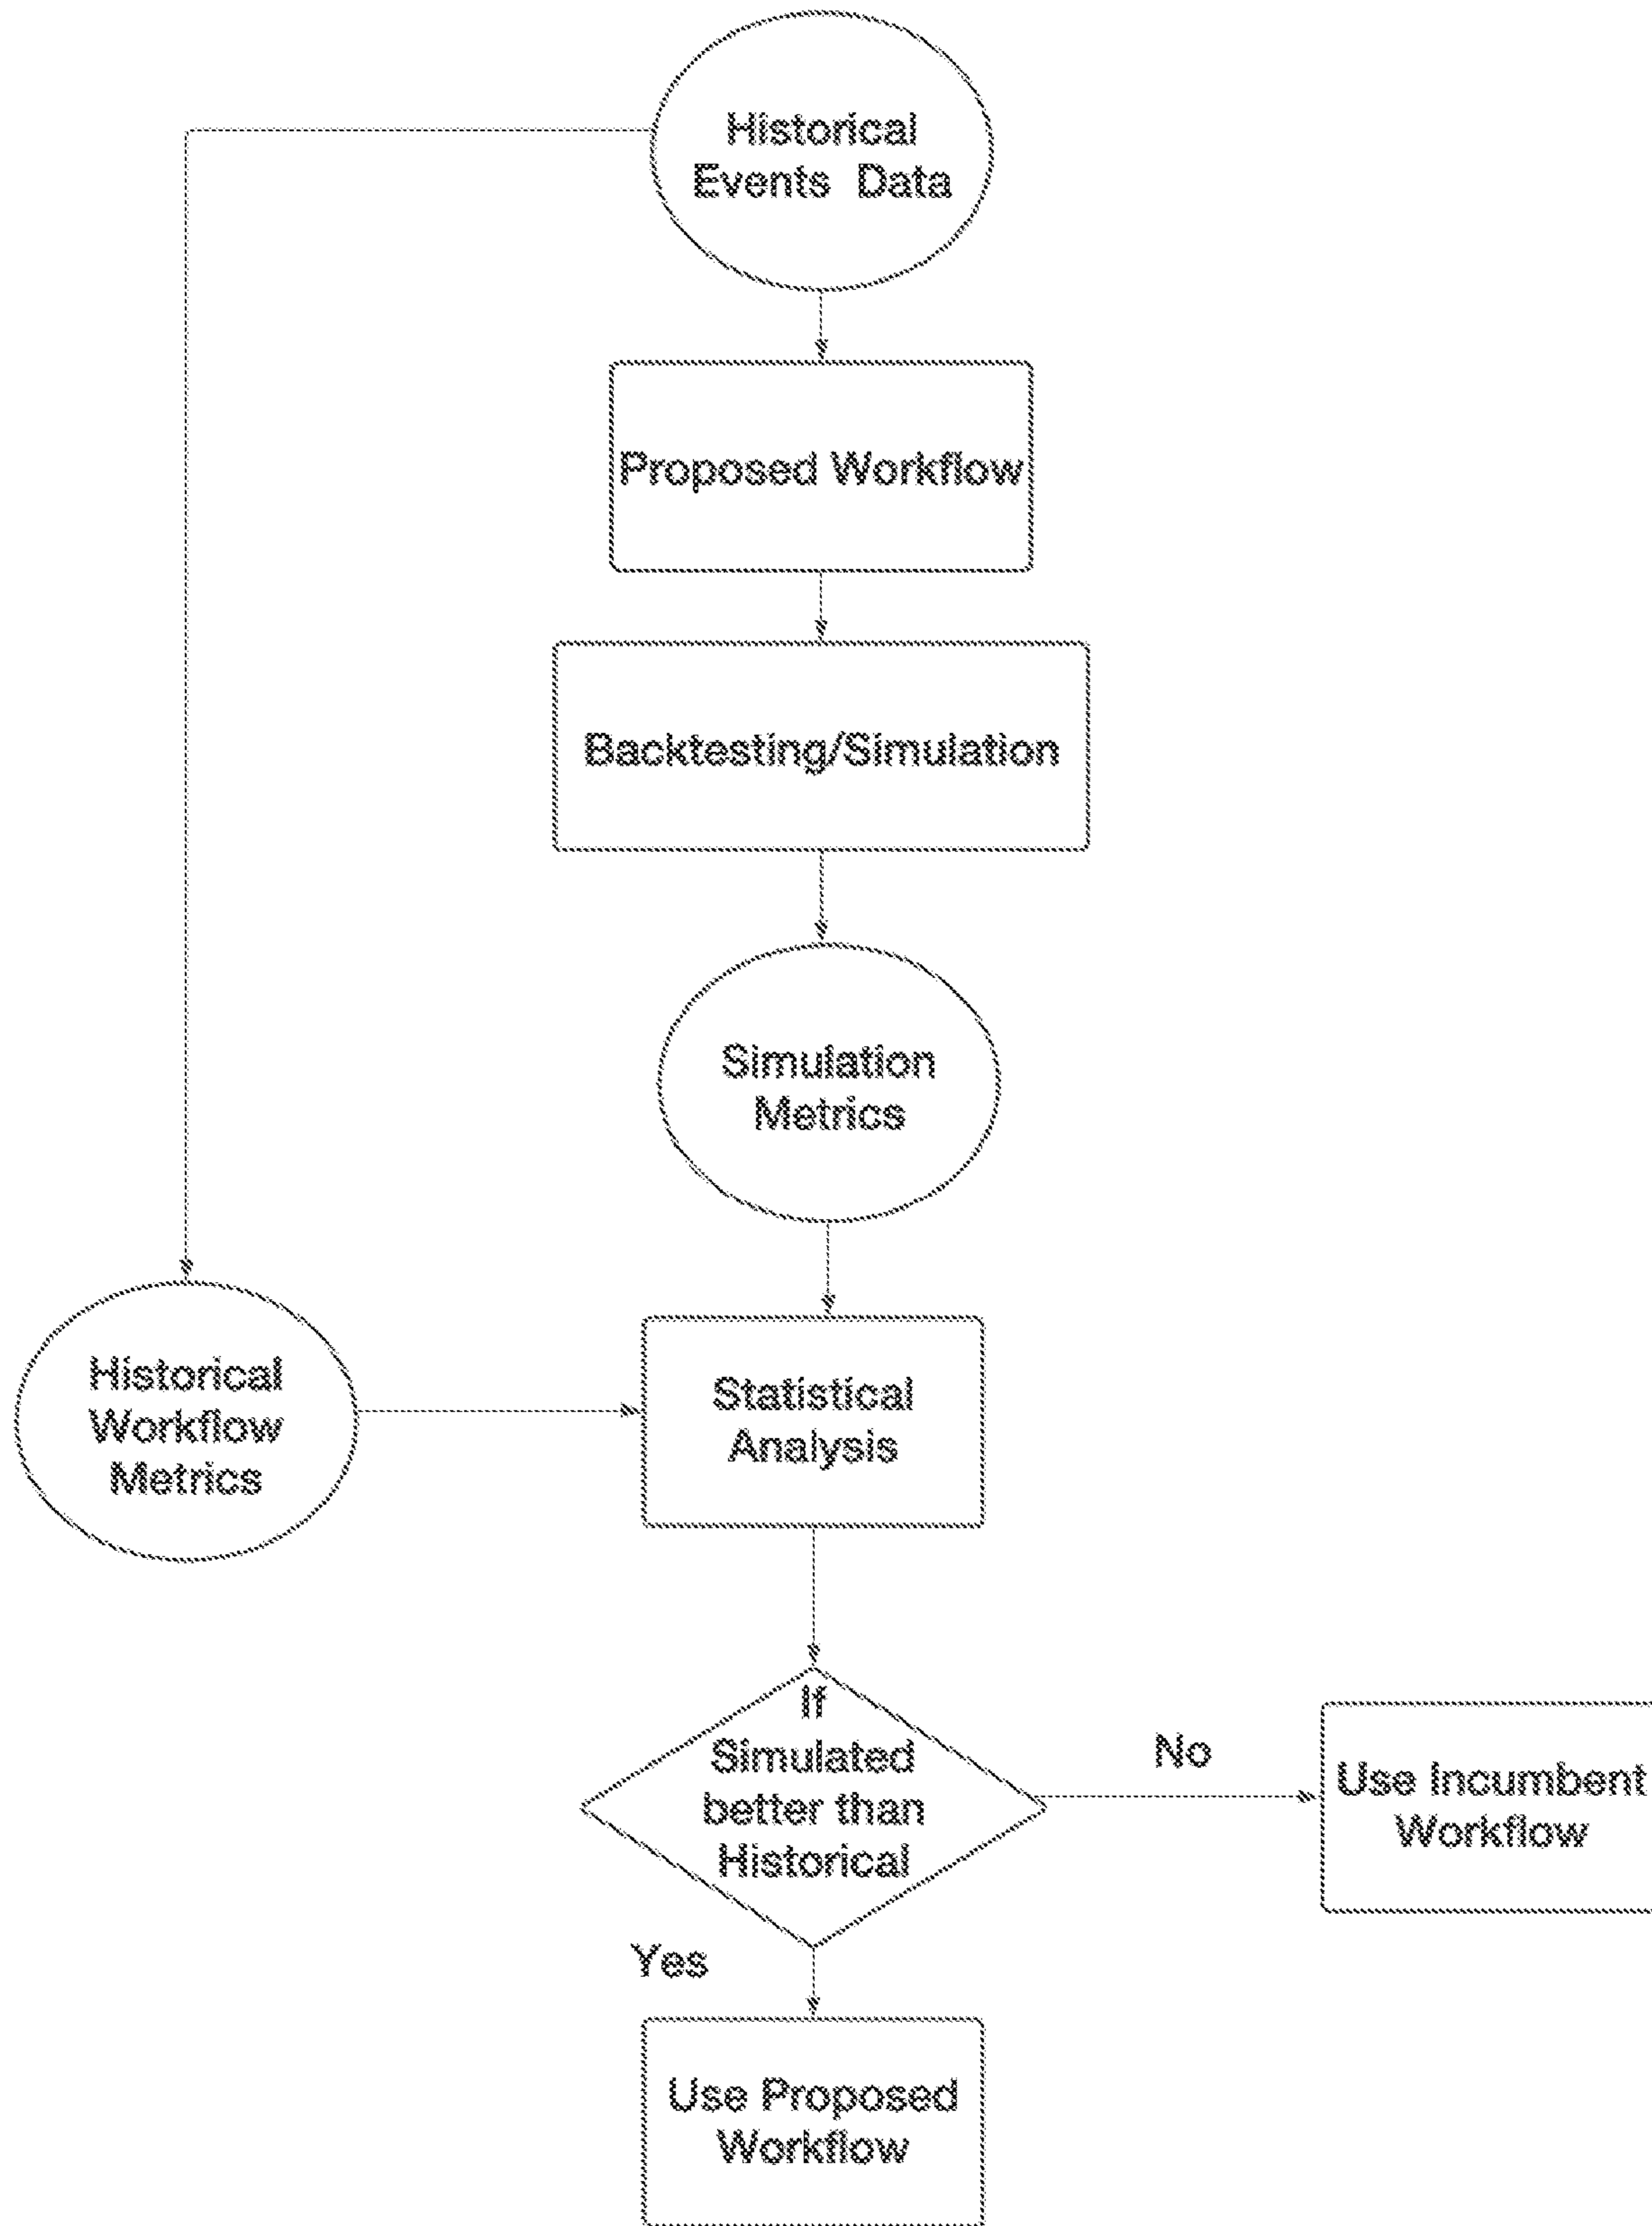 Historical
Events Data
Proposed Workflow
Backtesting/Simulation
Simulation
Metrics
Historical
Workflow
Metrics
Statistical
Analysis
If
Simulated
better than
Historical
No
Use Incumbent
Workflow
Yes
Use Proposed
Workflow